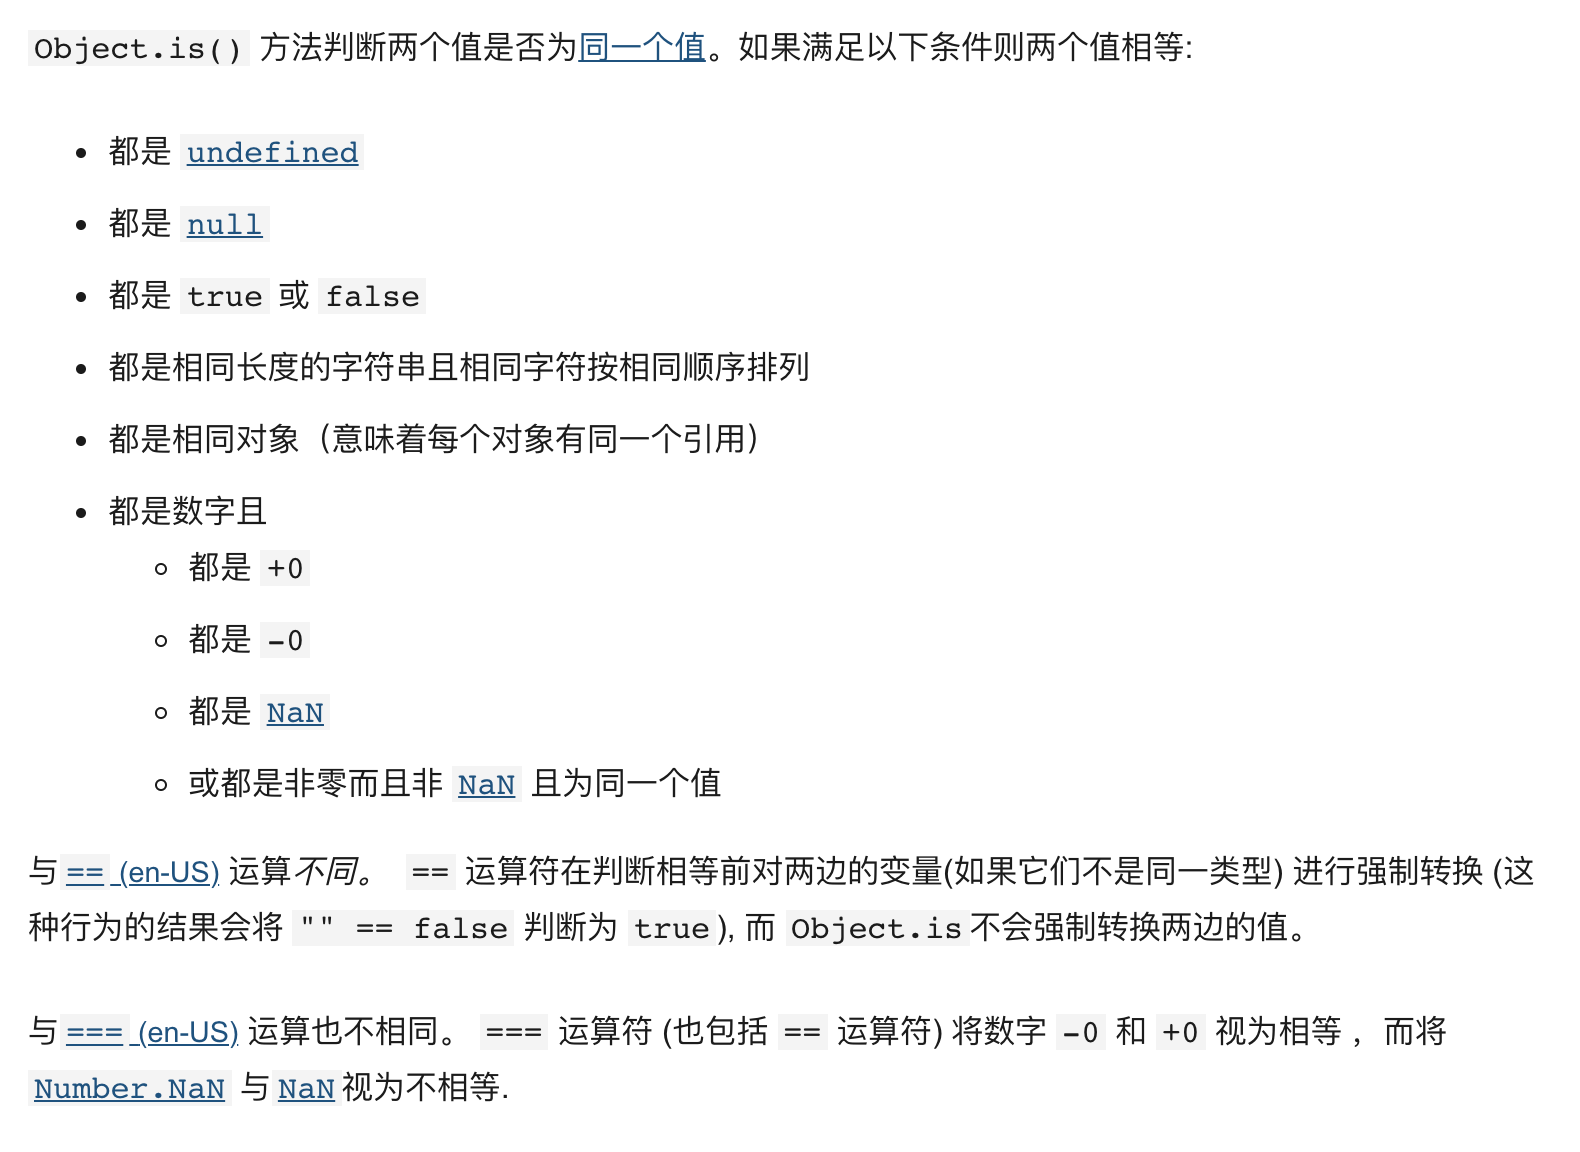 Object.is() 方法判断两个值是否为同一个值。如果满足以下条件则两个值相等:
都是 undefined
都是 null
都是 true 或 false
都是相同长度的字符串且相同字符按相同顺序排列
都是相同对象（意味着每个对象有同一个引用）
都是数字且
都是 +0
都是 -0
都是 NaN
或都是非零而且非 NaN 且为同一个值
与== (en-US) 运算不同。 == 运算符在判断相等前对两边的变量(如果它们不是同一类型) 进行强制转换 (这
种行为的结果会将 "" == false 判断为 true), 而 Object.is不会强制转换两边的值。
与=== (en-US) 运算也不相同。 === 运算符 (也包括 == 运算符) 将数字 -0 和 +0 视为相等 ，而将
Number.NaN 与NaN视为不相等.